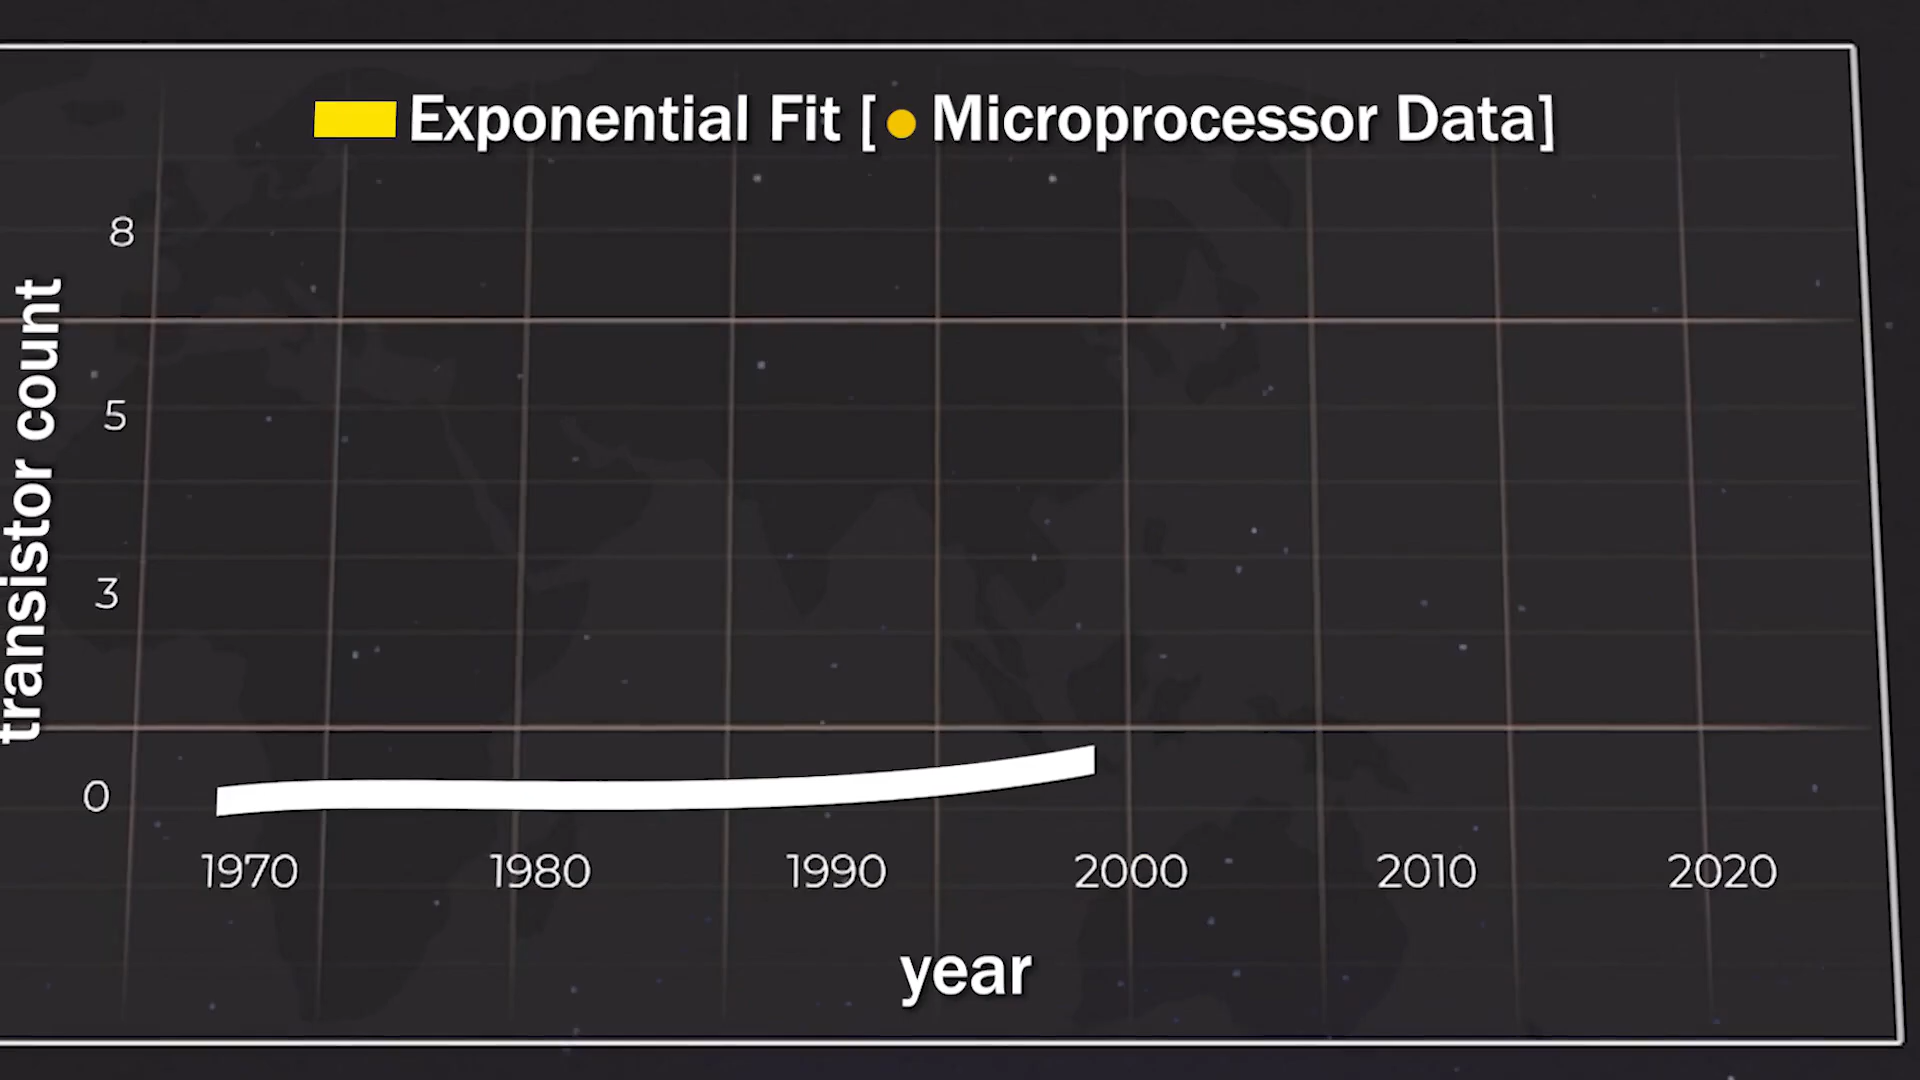 Exponential Fit [ ● Microprocessor Data]
8
5
3
0
transistor count
1970 1980 1990 2000 2010 2020
year